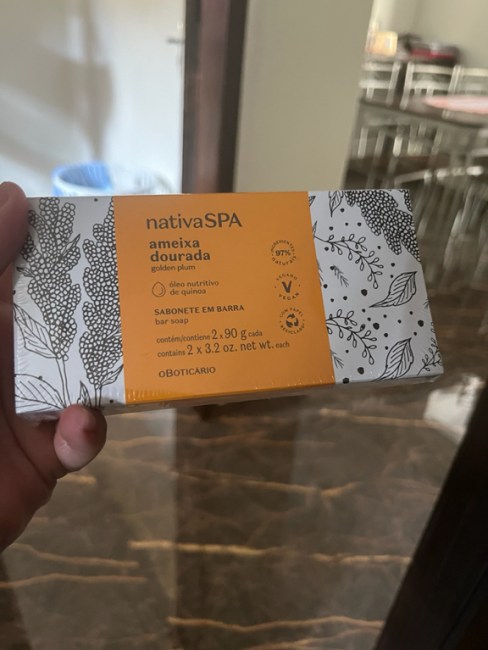 nativaSPA
ameixa
dourada
golden plum
óleo nutritivo
de quinoa
SABONETE EM BARRA
bar soap
contém/contiene 2 x 90 g cada
contains 2 x 3.2 oz. net wt. each
oBOTICÁRIO
97%
VEGAN